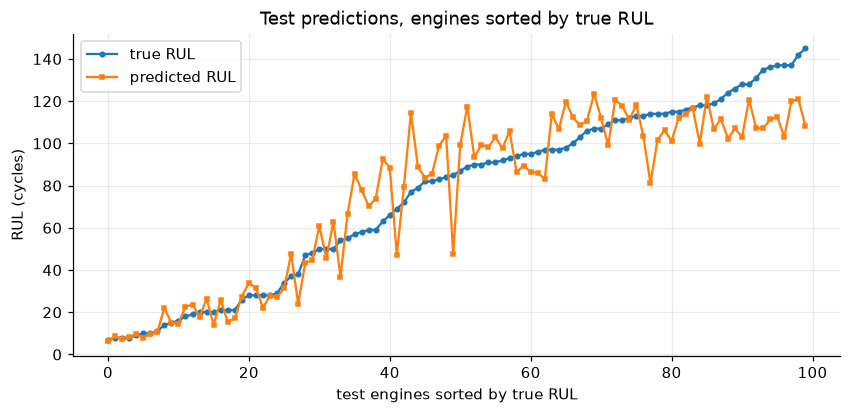 Test predictions, engines sorted by true RUL
true RUL
predicted RUL
RUL (cycles)
140
120
100
80
60
40
20
0
0 20 40 60 80 100
test engines sorted by true RUL